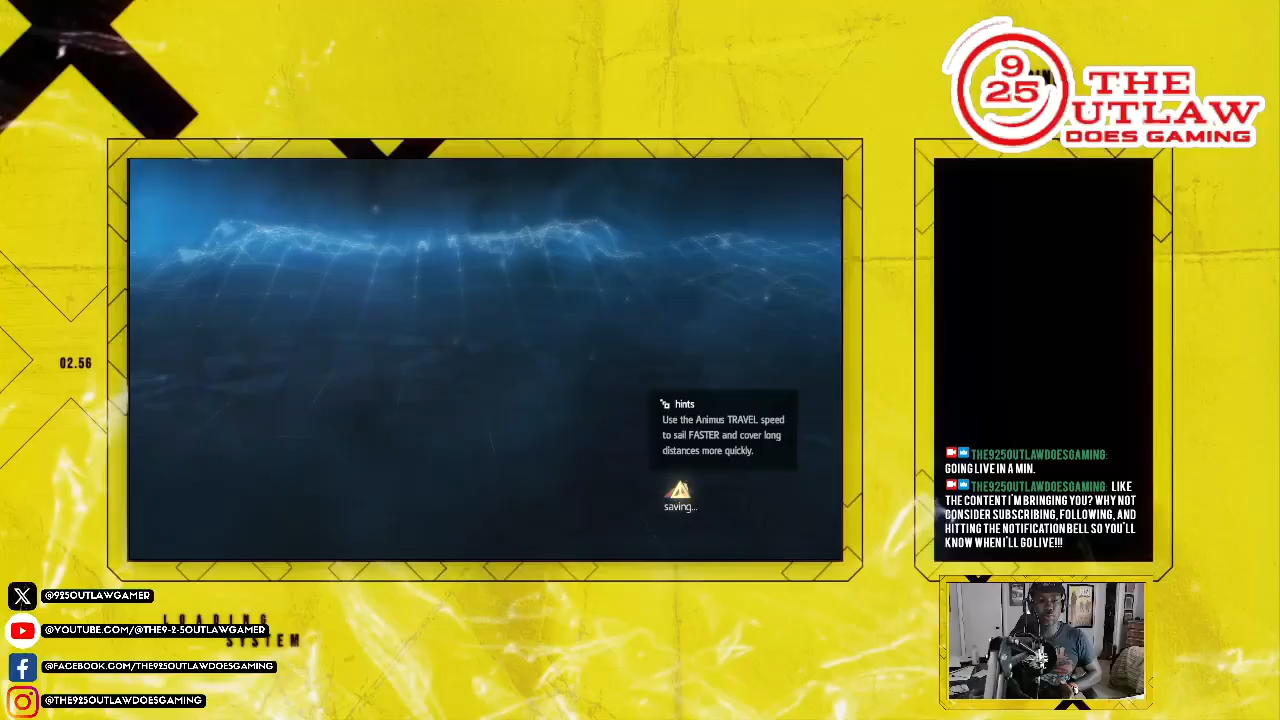 9
25
THE
OUTLAW
DOES GAMING
02.56
hints
Use the Animus TRAVEL speed
to sail FASTER and cover long
distances more quickly.
saving...
THE925OUTLAWDOESGAMING:
GOING LIVE IN A MIN.
THE925OUTLAWDOESGAMING: LIKE
THE CONTENT I'M BRINGING YOU? WHY NOT
CONSIDER SUBSCRIBING, FOLLOWING, AND
HITTING THE NOTIFICATION BELL SO YOU'LL
KNOW WHEN I'LL GO LIVE!!!
@925OUTLAWGAMER
LOADING
@YOUTUBE.COM/@THE9-2-5OUTLAWGAMER
SYSTEM
@FACEBOOK.COM/THE925OUTLAWDOESGAMING
@THE925OUTLAWDOESGAMING